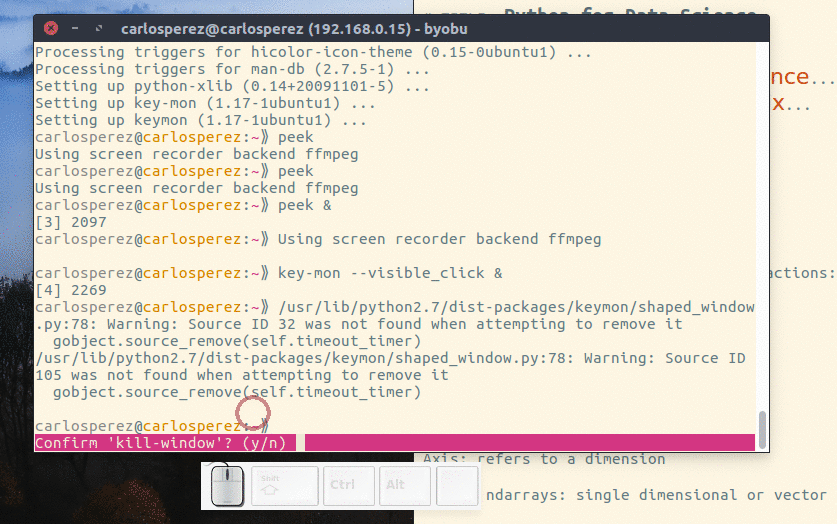 Python for Data Science
carlosperez@carlosperez (192.168.0.15) - byobu
Processing triggers for hicolor-icon-theme (0.15-0ubuntu1) ...
Processing triggers for man-db (2.7.5-1) ...
Setting up python-xlib (0.14+20091101-5) ...
Setting up key-mon (1.17-1ubuntu1) ...
Setting up keymon (1.17-1ubuntu1) ...
carlosperez@carlosperez:~⟫ peek
Using screen recorder backend ffmpeg
carlosperez@carlosperez:~⟫ peek
Using screen recorder backend ffmpeg
carlosperez@carlosperez:~⟫ peek &
[3] 2097
carlosperez@carlosperez:~⟫ Using screen recorder backend ffmpeg
carlosperez@carlosperez:~⟫ key-mon --visible_click &
[4] 2269
carlosperez@carlosperez:~⟫ /usr/lib/python2.7/dist-packages/keymon/shaped_window
.py:78: Warning: Source ID 32 was not found when attempting to remove it
  gobject.source_remove(self.timeout_timer)
/usr/lib/python2.7/dist-packages/keymon/shaped_window.py:78: Warning: Source ID
105 was not found when attempting to remove it
  gobject.source_remove(self.timeout_timer)
carlosperez@carlosperez:~⟫
Confirm 'kill-window'? (y/n)
nce...
x...
actions:
Axis: refers to a dimension
ndarrays: single dimensional or vector
Shift
Ctrl
Alt